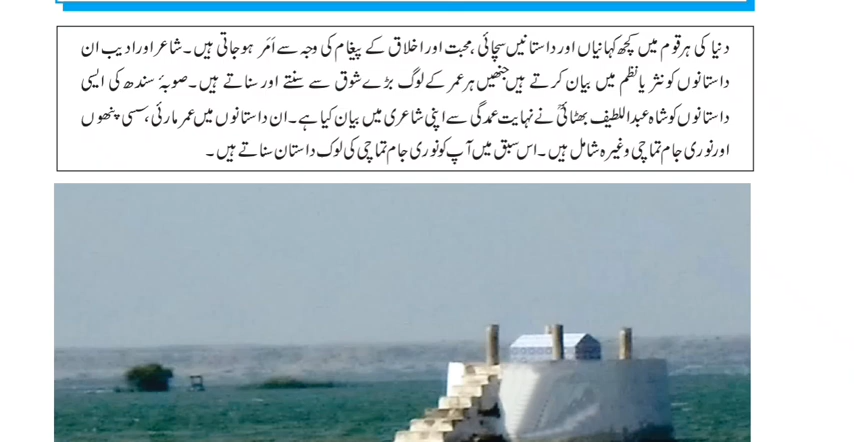 دنیا کی ہر قوم میں کچھ کہانیاں اور داستانیں سچائی، محبت اور اخلاق کے پیغام کی وجہ سے اَمَر ہوجاتی ہیں۔ شاعر اور ادیب ان
داستانوں کو نثر یا نظم میں بیان کرتے ہیں جنھیں ہر عمر کے لوگ بڑے شوق سے سنتے اور سناتے ہیں۔ صوبۂ سندھ کی ایسی
داستانوں کو شاہ عبداللطیف بھٹائیؒ نے نہایت عمدگی سے اپنی شاعری میں بیان کیا ہے۔ ان داستانوں میں عمر مارئی، سسی پنھوں
اور نوری جام تماچی وغیرہ شامل ہیں۔ اس سبق میں آپ کو نوری جام تماچی کی لوک داستان سناتے ہیں۔